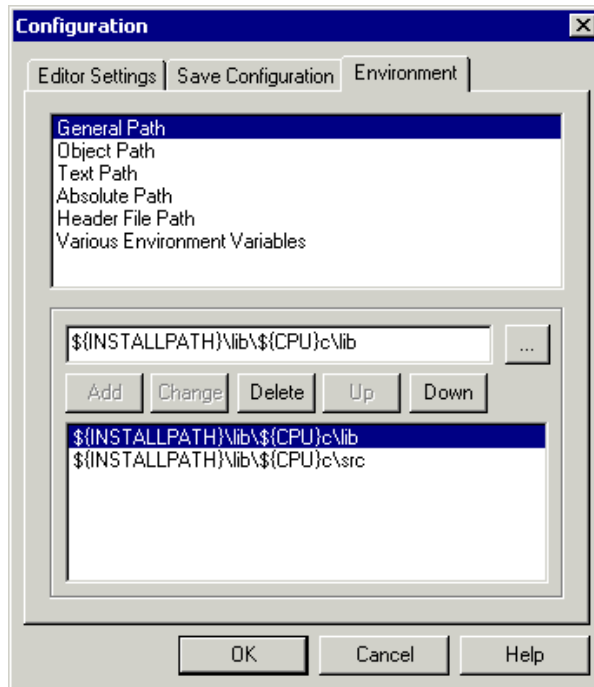 Configuration
Editor Settings Save Configuration Environment
General Path
Object Path
Text Path
Absolute Path
Header File Path
Various Environment Variables
${INSTALLPATH}\lib\${CPU}c\lib ...
Add Change Delete Up Down
${INSTALLPATH}\lib\${CPU}c\lib
${INSTALLPATH}\lib\${CPU}c\src
OK Cancel Help